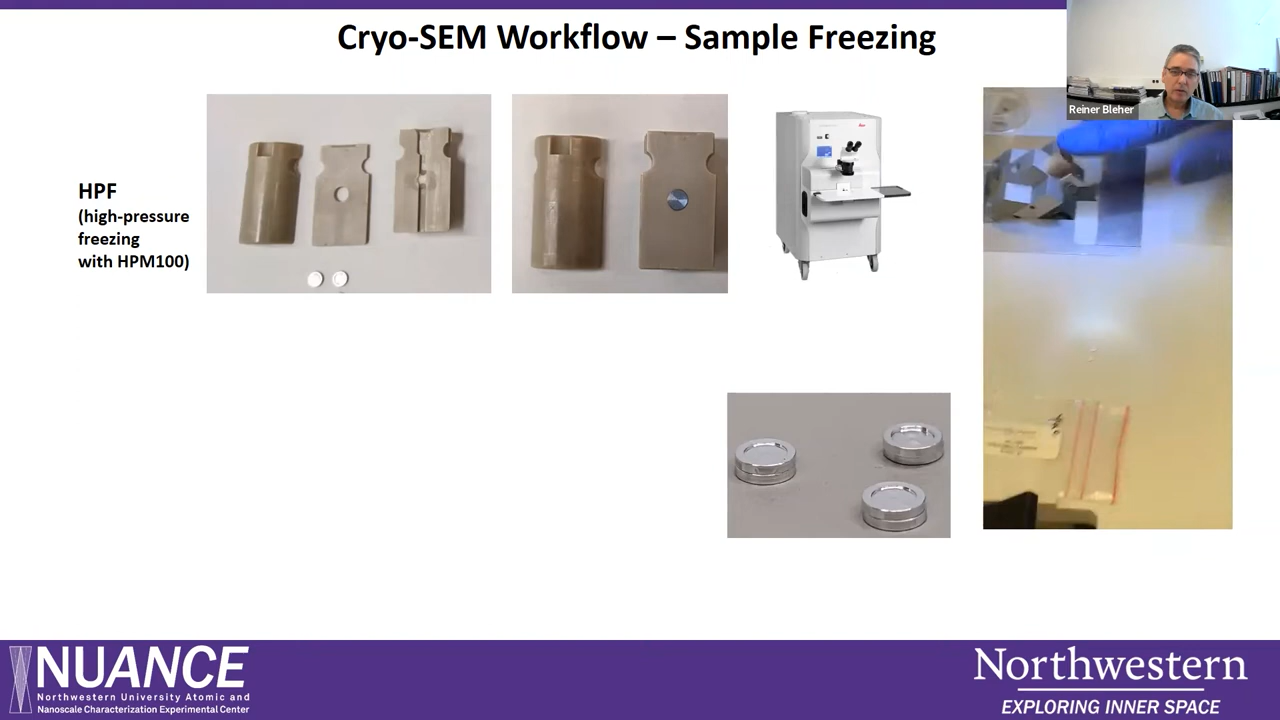 Cryo-SEM Workflow – Sample Freezing
Reiner Bleher
HPF
(high-pressure
freezing
with HPM100)
NUANCE
Northwestern University Atomic and
Nanoscale Characterization Experimental Center
Northwestern
EXPLORING INNER SPACE